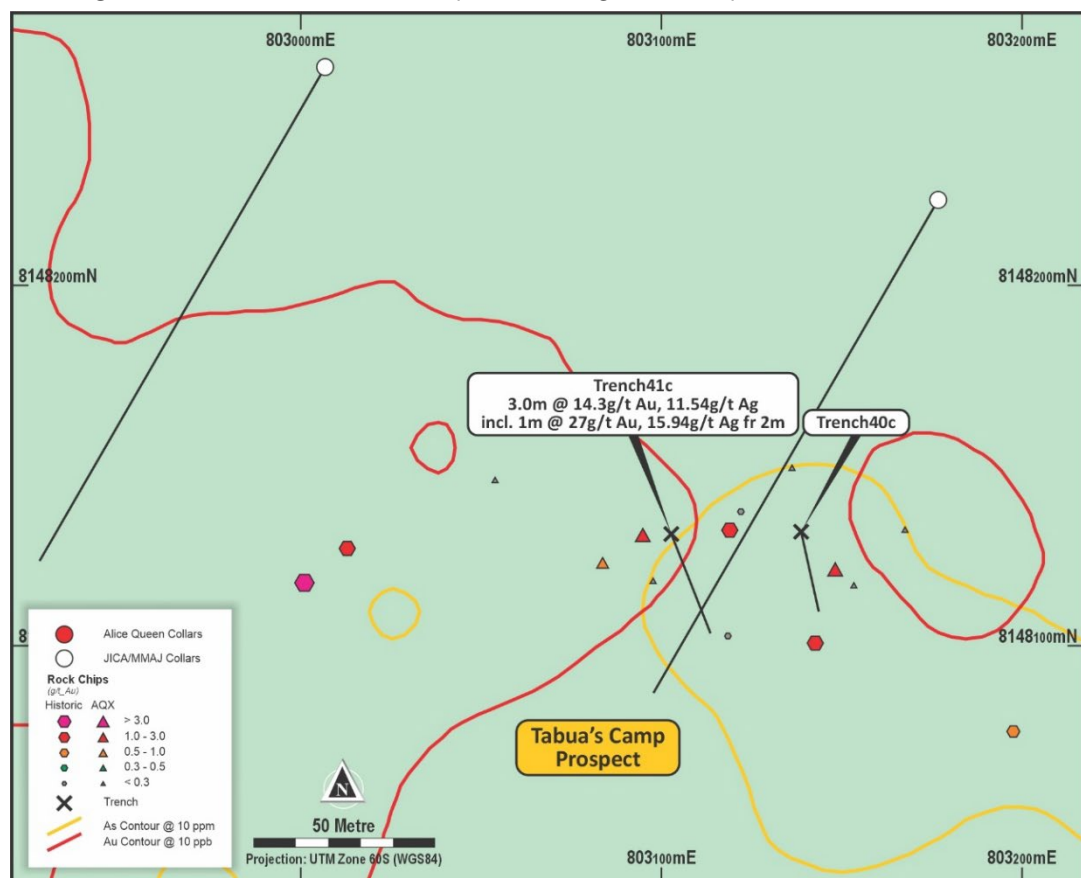 803000mE
803100mE
803200mE
8148200mN
8148200mN
Trench41c
3.0m @ 14.3g/t Au, 11.54g/t Ag
incl. 1m @ 27g/t Au, 15.94g/t Ag fr 2m
Trench40c
8148100mN
Tabua's Camp
Prospect
Alice Queen Collars
JICA/MMAJ Collars
Rock Chips
(g/t_Au)
Historic AQX
> 3.0
1.0 - 3.0
0.5 - 1.0
0.3 - 0.5
< 0.3
Trench
As Contour @ 10 ppm
Au Contour @ 10 ppb
N
50 Metre
Projection: UTM Zone 60S (WGS84)
803100mE
803200mE